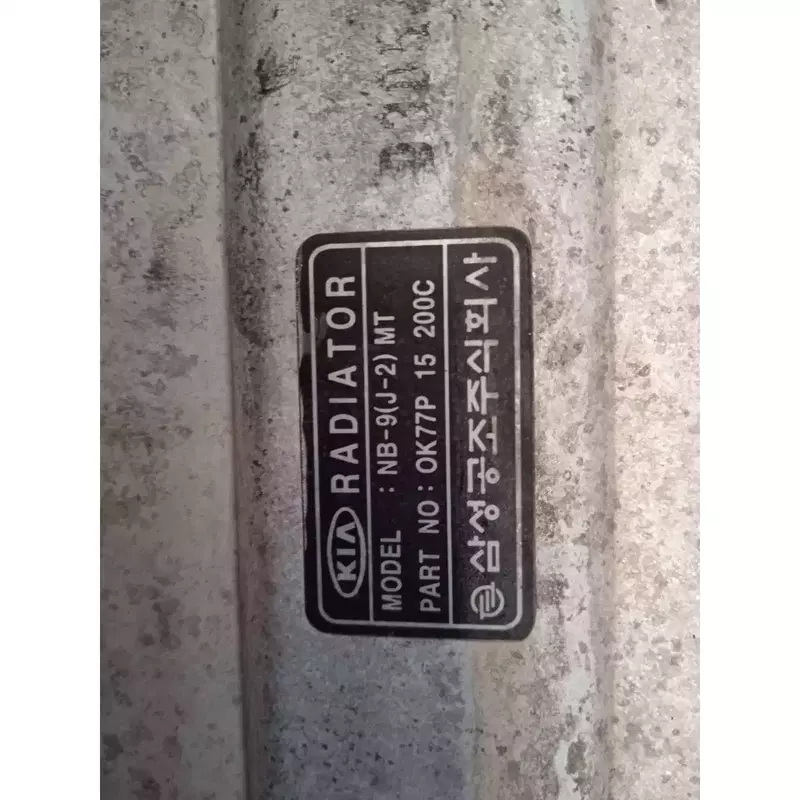 KIA RADIATOR
MODEL : NB-9(J-2) MT
PART NO : OK77P 15 200C
삼성공조주식회사